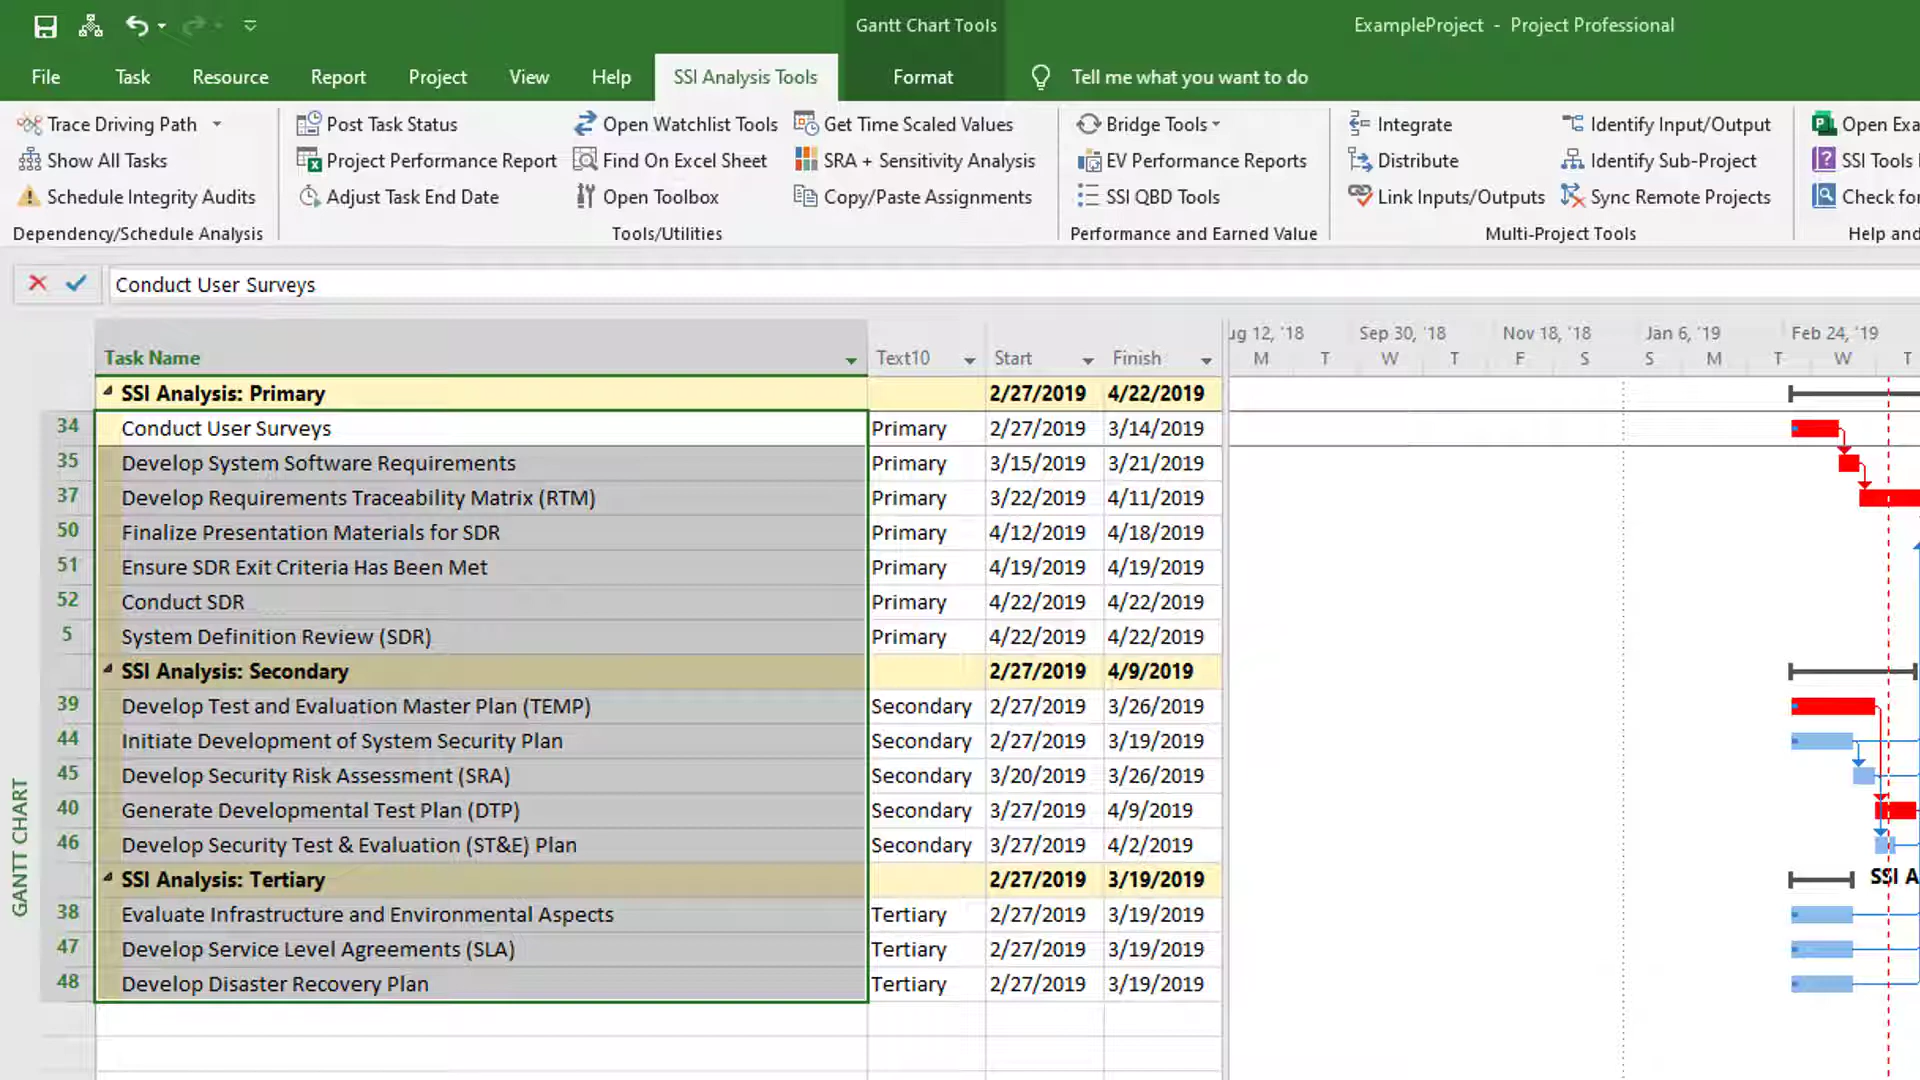 Gantt Chart Tools
ExampleProject - Project Professional
File Task Resource Report Project View Help SSI Analysis Tools Format Tell me what you want to do
Trace Driving Path Post Task Status Open Watchlist Tools Get Time Scaled Values Bridge Tools Integrate Identify Input/Output Open Exa
Show All Tasks Project Performance Report Find On Excel Sheet SRA + Sensitivity Analysis EV Performance Reports Distribute Identify Sub-Project SSI Tools
Schedule Integrity Audits Adjust Task End Date Open Toolbox Copy/Paste Assignments SSI QBD Tools Link Inputs/Outputs Sync Remote Projects Check for
Dependency/Schedule Analysis Tools/Utilities Performance and Earned Value Multi-Project Tools Help and
Conduct User Surveys
ug 12, '18 Sep 30, '18 Nov 18, '18 Jan 6, '19 Feb 24, '19
Task Name Text10 Start Finish M T W T F S S M T W T
SSI Analysis: Primary 2/27/2019 4/22/2019
34 Conduct User Surveys Primary 2/27/2019 3/14/2019
35 Develop System Software Requirements Primary 3/15/2019 3/21/2019
37 Develop Requirements Traceability Matrix (RTM) Primary 3/22/2019 4/11/2019
50 Finalize Presentation Materials for SDR Primary 4/12/2019 4/18/2019
51 Ensure SDR Exit Criteria Has Been Met Primary 4/19/2019 4/19/2019
52 Conduct SDR Primary 4/22/2019 4/22/2019
5 System Definition Review (SDR) Primary 4/22/2019 4/22/2019
SSI Analysis: Secondary 2/27/2019 4/9/2019
39 Develop Test and Evaluation Master Plan (TEMP) Secondary 2/27/2019 3/26/2019
44 Initiate Development of System Security Plan Secondary 2/27/2019 3/19/2019
45 Develop Security Risk Assessment (SRA) Secondary 3/20/2019 3/26/2019
40 Generate Developmental Test Plan (DTP) Secondary 3/27/2019 4/9/2019
46 Develop Security Test & Evaluation (ST&E) Plan Secondary 3/27/2019 4/2/2019
SSI Analysis: Tertiary 2/27/2019 3/19/2019 SSI A
38 Evaluate Infrastructure and Environmental Aspects Tertiary 2/27/2019 3/19/2019
47 Develop Service Level Agreements (SLA) Tertiary 2/27/2019 3/19/2019
48 Develop Disaster Recovery Plan Tertiary 2/27/2019 3/19/2019
GANTT CHART